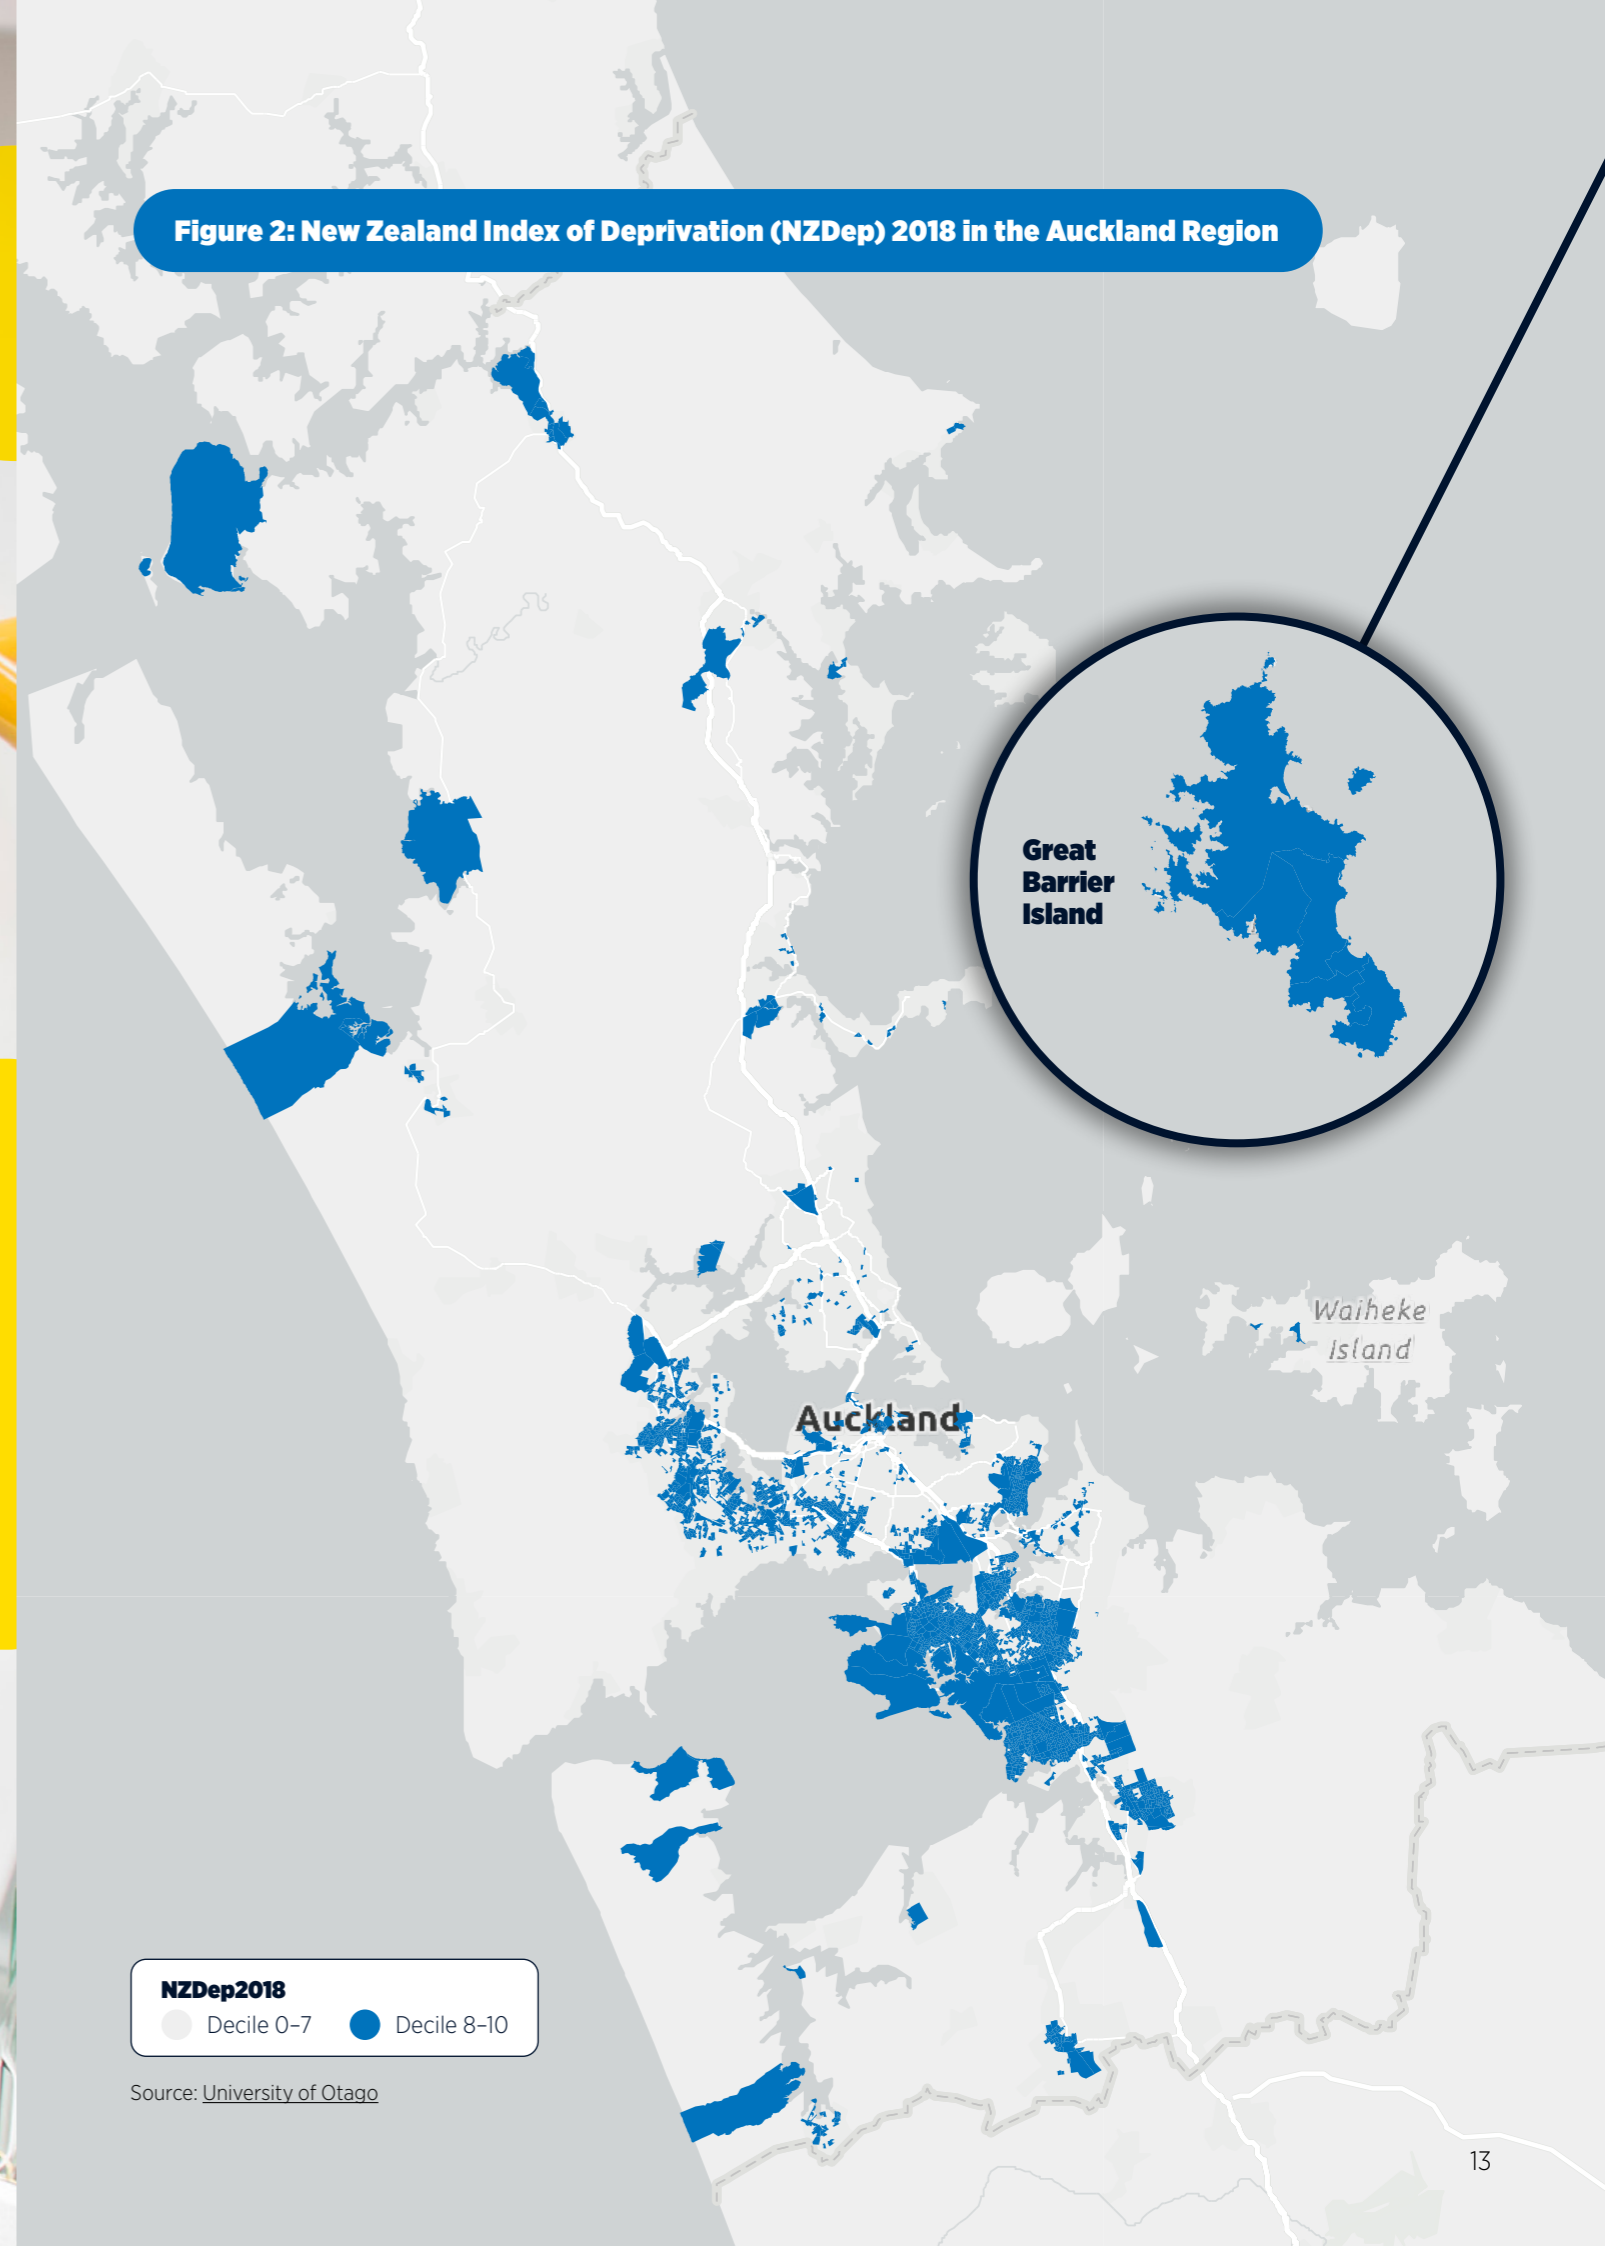 Figure 2: New Zealand Index of Deprivation (NZDep) 2018 in the Auckland Region
Great
Barrier
Island
Waiheke
Island
Auckland
NZDep2018
Decile 0–7
Decile 8–10
Source: University of Otago
13